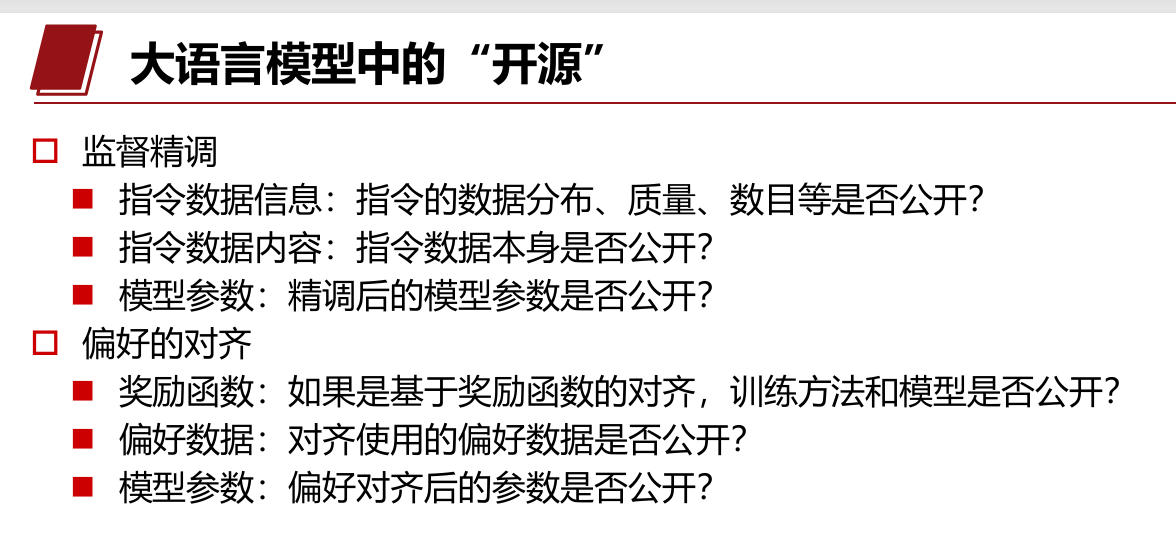 大语言模型中的“开源”
监督精调
指令数据信息：指令的数据分布、质量、数目等是否公开？
指令数据内容：指令数据本身是否公开？
模型参数：精调后的模型参数是否公开？
偏好的对齐
奖励函数：如果是基于奖励函数的对齐，训练方法和模型是否公开？
偏好数据：对齐使用的偏好数据是否公开？
模型参数：偏好对齐后的参数是否公开？